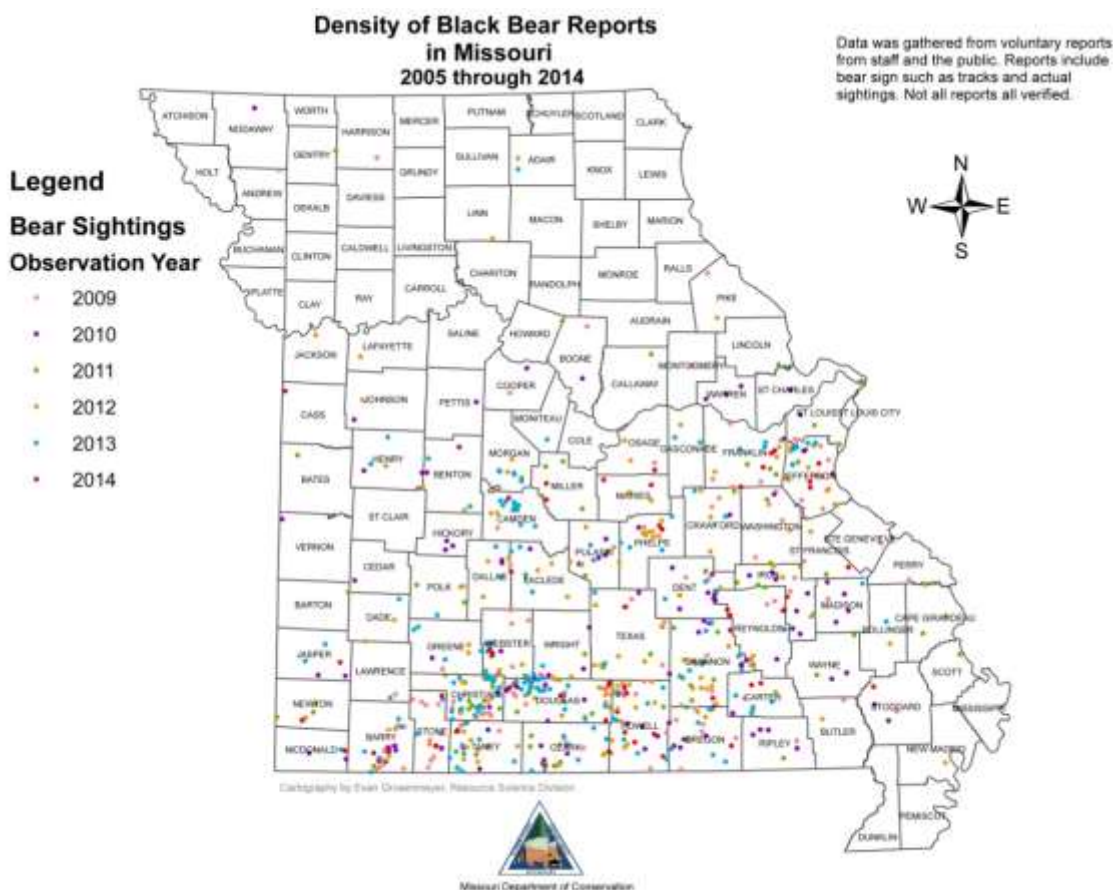 Density of Black Bear Reports
in Missouri
2005 through 2014
Data was gathered from voluntary reports
from staff and the public. Reports include
bear sign such as tracks and actual
sightings. Not all reports all verified.
N
W E
S
Legend
Bear Sightings
Observation Year
2009
2010
2011
2012
2013
2014
ATCHISON
NODAWAY
WORTH
HARRISON
MERCER
PUTNAM
SCHUYLER
SCOTLAND
CLARK
HOLT
GENTRY
SULLIVAN
ADAIR
KNOX
LEWIS
ANDREW
DEKALB
DAVIESS
GRUNDY
LINN
MACON
SHELBY
MARION
BUCHANAN
CLINTON
CALDWELL
LIVINGSTON
CHARITON
RANDOLPH
MONROE
RALLS
PIKE
PLATTE
CLAY
RAY
CARROLL
SALINE
HOWARD
BOONE
AUDRAIN
LINCOLN
JACKSON
LAFAYETTE
COOPER
CALLAWAY
MONTGOMERY
WARREN
ST CHARLES
CASS
JOHNSON
PETTIS
MONITEAU
COLE
OSAGE
GASCONADE
FRANKLIN
ST LOUIS
ST LOUIS CITY
JEFFERSON
BATES
HENRY
BENTON
MORGAN
MILLER
MARIES
ST CLAIR
CAMDEN
PHELPS
CRAWFORD
WASHINGTON
VERNON
HICKORY
PULASKI
ST FRANCOIS
STE GENEVIEVE
PERRY
CEDAR
POLK
DALLAS
LACLEDE
DENT
IRON
MADISON
BARTON
DADE
GREENE
WEBSTER
WRIGHT
TEXAS
REYNOLDS
BOLLINGER
CAPE GIRARDEAU
JASPER
LAWRENCE
SHANNON
WAYNE
SCOTT
NEWTON
CHRISTIAN
DOUGLAS
HOWELL
CARTER
STODDARD
MISSISSIPPI
MCDONALD
BARRY
STONE
TANEY
OZARK
OREGON
RIPLEY
BUTLER
NEW MADRID
DUNKLIN
PEMISCOT
Missouri Department of Conservation